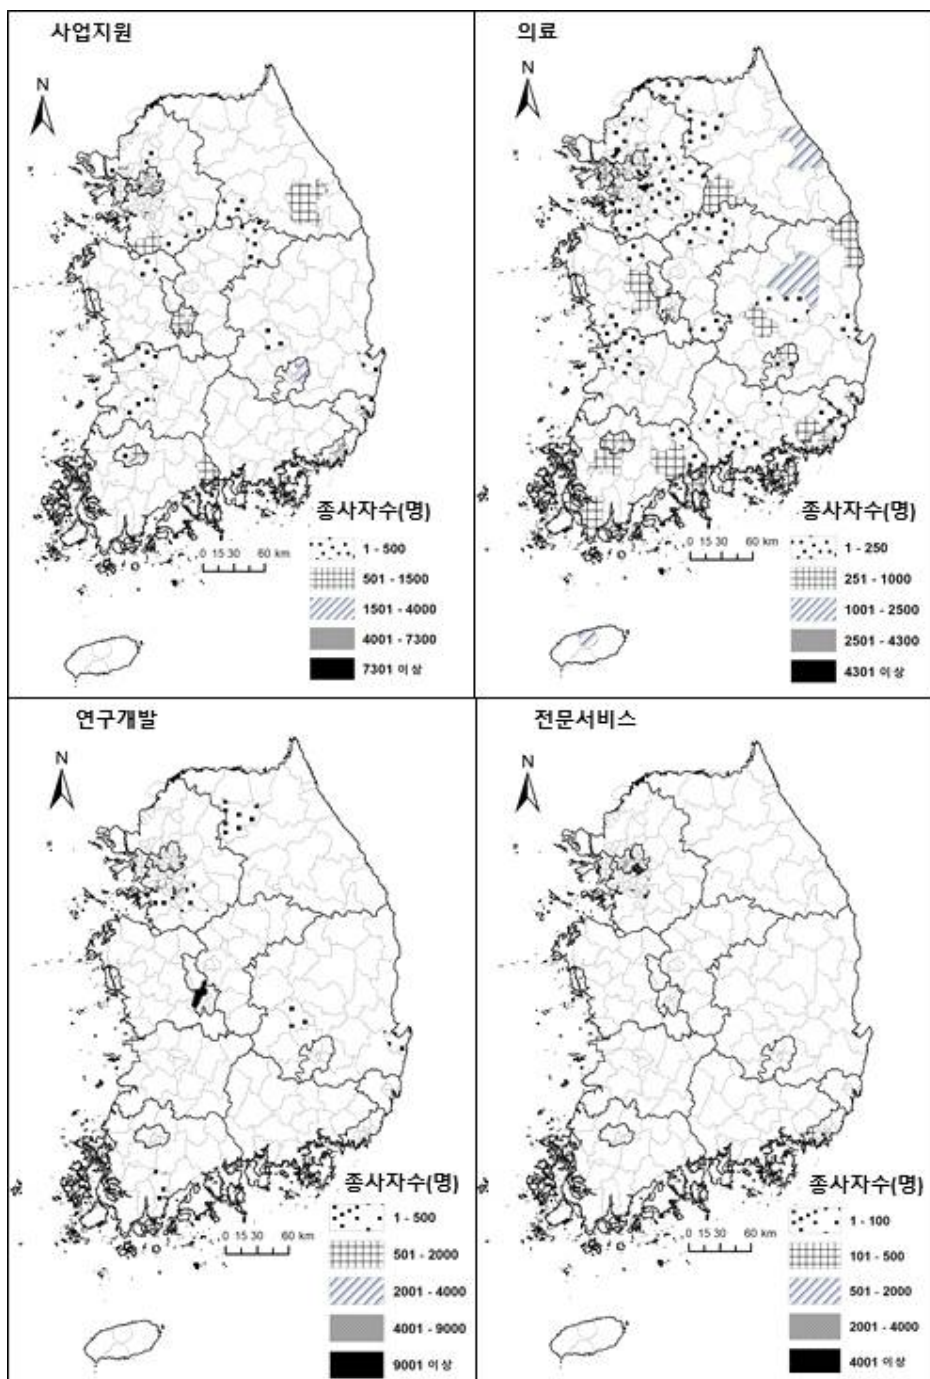 사업지원
N
종사자수(명)
0 15 30 60 km
1 - 500
501 - 1500
1501 - 4000
4001 - 7300
7301 이상
의료
N
종사자수(명)
0 15 30 60 km
1 - 250
251 - 1000
1001 - 2500
2501 - 4300
4301 이상
연구개발
N
종사자수(명)
0 15 30 60 km
1 - 500
501 - 2000
2001 - 4000
4001 - 9000
9001 이상
전문서비스
N
종사자수(명)
0 15 30 60 km
1 - 100
101 - 500
501 - 2000
2001 - 4000
4001 이상